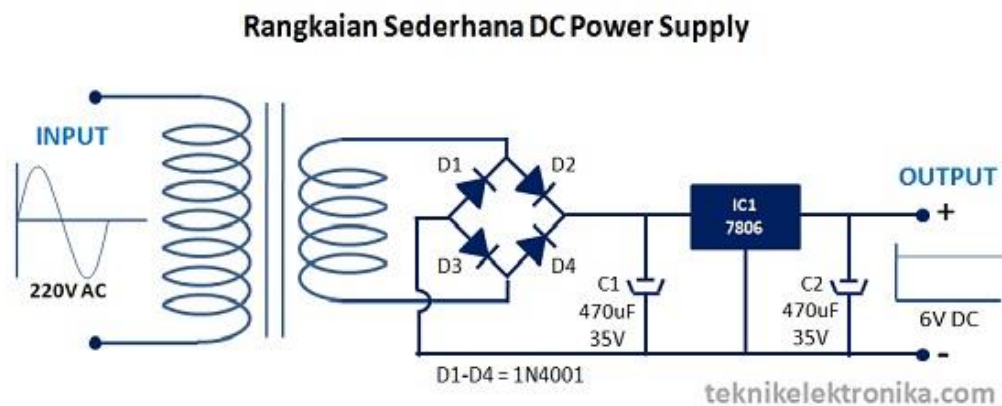 Rangkaian Sederhana DC Power Supply
INPUT
220V AC
D1
D2
D3
D4
D1-D4 = 1N4001
C1
470uF
35V
IC1
7806
C2
470uF
35V
OUTPUT
+
6V DC
-
teknikelektronika.com